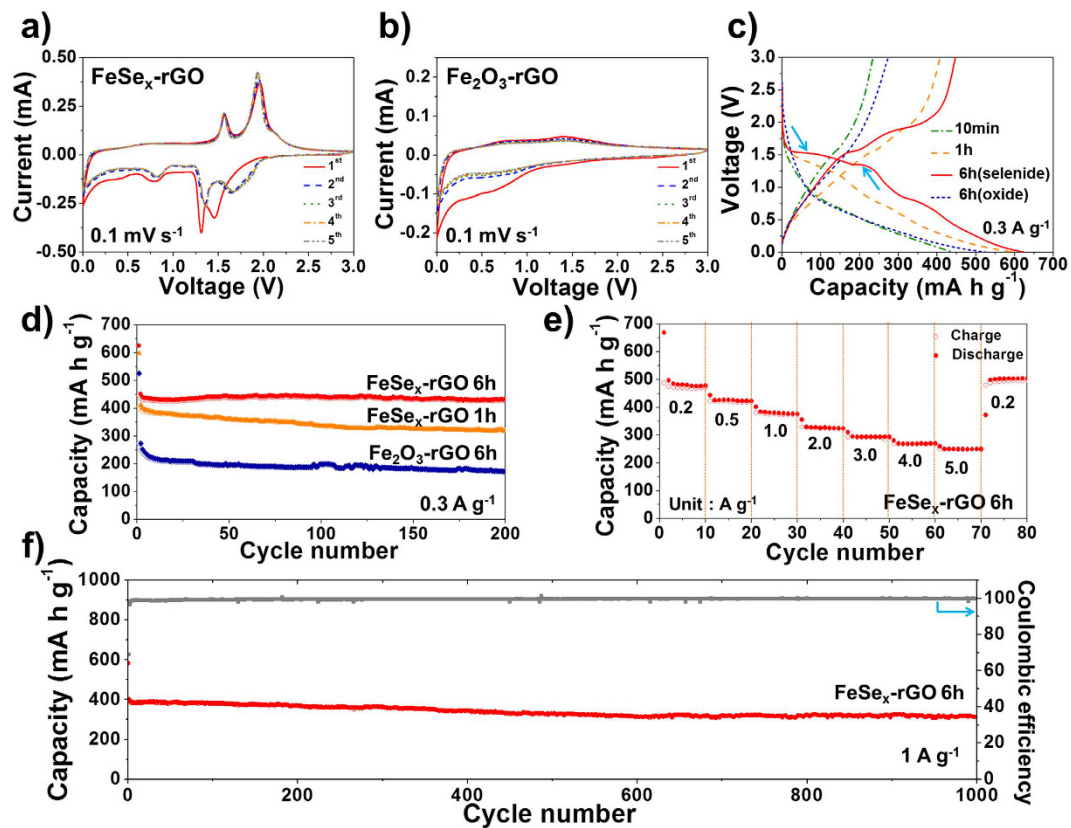 a)
FeSeₓ-rGO
0.50
0.25
0.00
-0.25
-0.50
Current (mA)
1ˢᵗ
2ⁿᵈ
3ʳᵈ
4ᵗʰ
5ᵗʰ
0.1 mV s⁻¹
0.0 0.5 1.0 1.5 2.0 2.5 3.0
Voltage (V)
b)
Fe₂O₃-rGO
0.2
0.1
0.0
-0.1
-0.2
Current (mA)
1ˢᵗ
2ⁿᵈ
3ʳᵈ
4ᵗʰ
5ᵗʰ
0.1 mV s⁻¹
0.0 0.5 1.0 1.5 2.0 2.5 3.0
Voltage (V)
c)
3.0
2.5
2.0
1.5
1.0
0.5
0.0
Voltage (V)
10min
1h
6h(selenide)
6h(oxide)
0.3 A g⁻¹
0 100 200 300 400 500 600 700
Capacity (mA h g⁻¹)
d)
700
600
500
400
300
200
100
0
Capacity (mA h g⁻¹)
FeSeₓ-rGO 6h
FeSeₓ-rGO 1h
Fe₂O₃-rGO 6h
0.3 A g⁻¹
0 50 100 150 200
Cycle number
e)
700
600
500
400
300
200
100
0
Capacity (mA h g⁻¹)
Charge
Discharge
0.2
0.5
1.0
2.0
3.0
4.0
5.0
0.2
Unit : A g⁻¹
FeSeₓ-rGO 6h
0 10 20 30 40 50 60 70 80
Cycle number
f)
1000
800
600
400
200
0
Capacity (mA h g⁻¹)
FeSeₓ-rGO 6h
1 A g⁻¹
100
80
60
40
20
0
Coulombic efficiency
0 200 400 600 800 1000
Cycle number